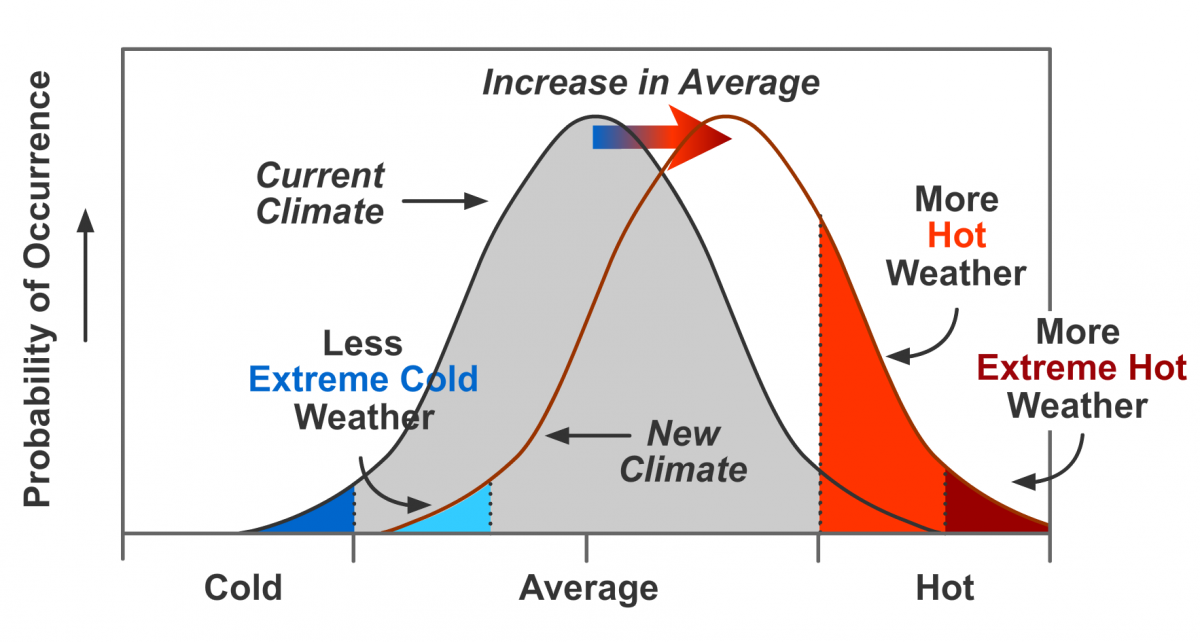 Increase in Average
Probability of Occurrence
Current
Climate
More
Hot
Weather
Less
Extreme Cold
Weather
More
Extreme Hot
Weather
New
Climate
Cold
Average
Hot